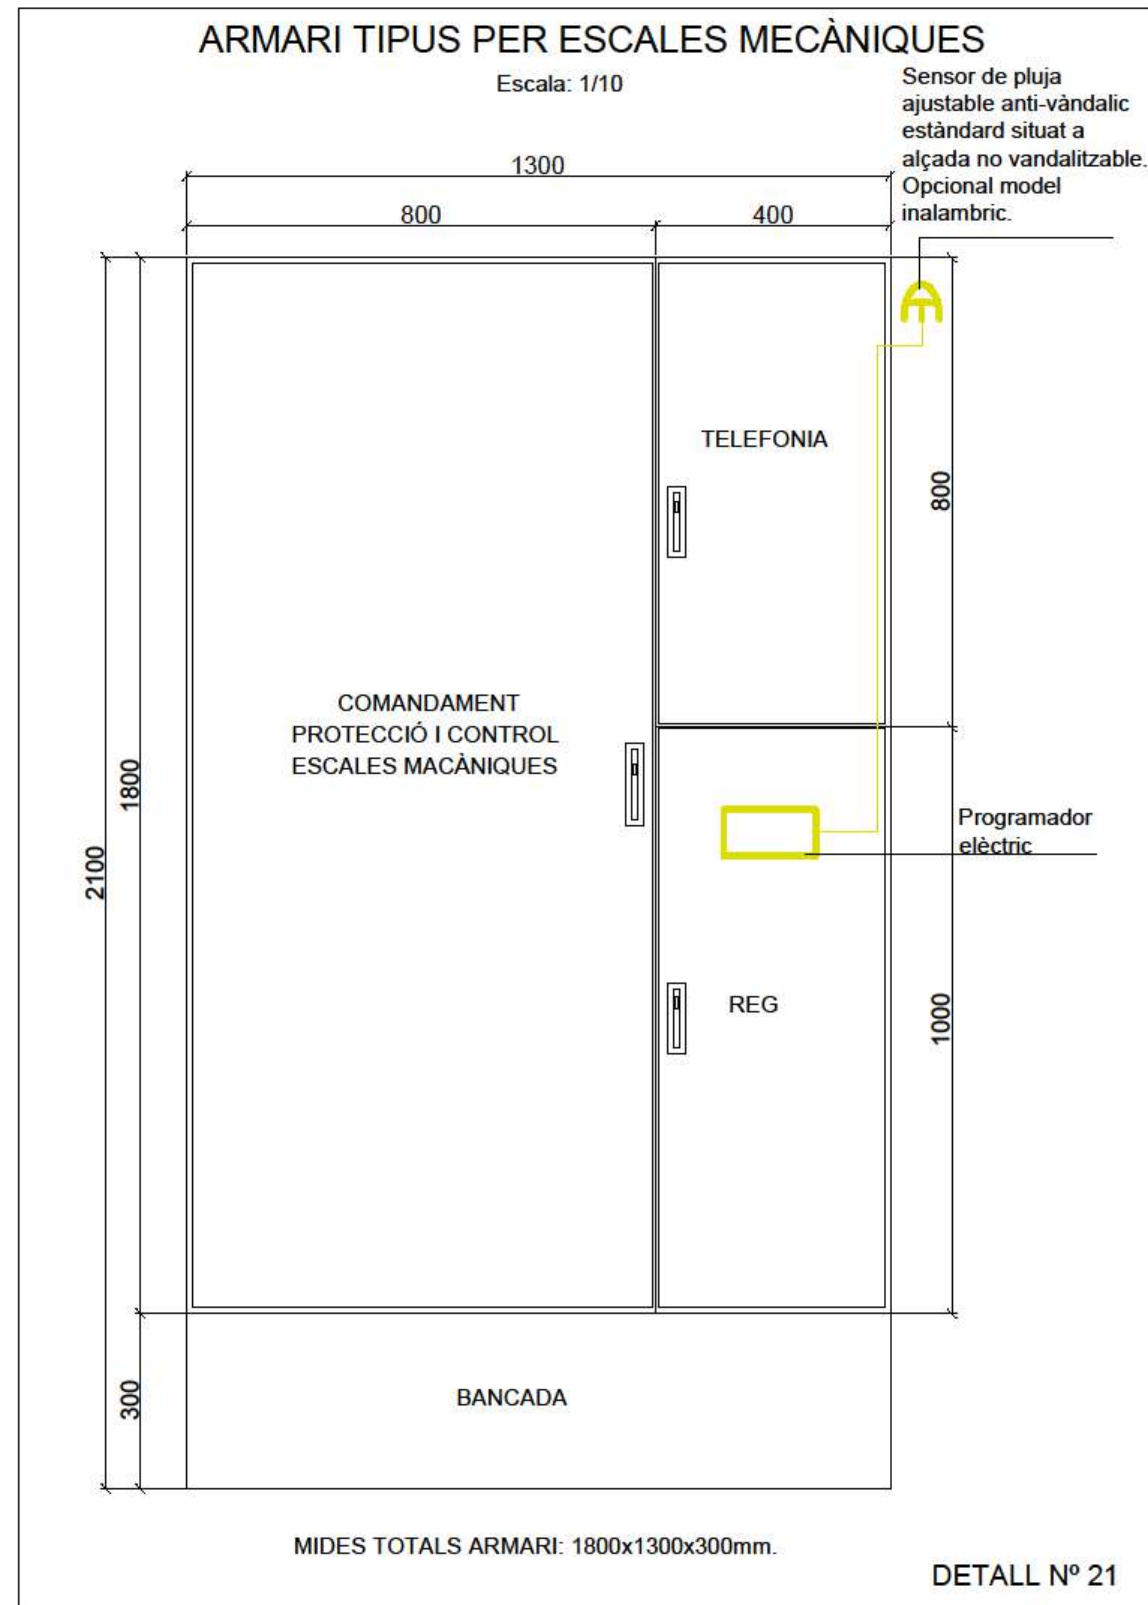 ARMARI TIPUS PER ESCALES MECÀNIQUES
Escala: 1/10
Sensor de pluja
ajustable anti-vàndalic
estàndard situat a
alçada no vandalitzable.
Opcional model
inalambric.
1300
800
400
TELEFONIA
800
COMANDAMENT
PROTECCIÓ I CONTROL
ESCALES MACÀNIQUES
1800
2100
Programador
elèctric
REG
1000
300
BANCADA
MIDES TOTALS ARMARI: 1800x1300x300mm.
DETALL Nº 21